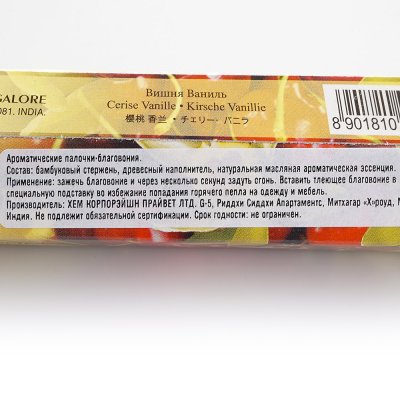 GALORE
081. INDIA.
Вишня Ваниль
Cerise Vanille • Kirsche Vanillie
櫻桃 香兰 • チェリー・バニラ
8 901810
Ароматические палочки-благовония.
Состав: бамбуковый стержень, древесный наполнитель, натуральная масляная ароматическая эссенция.
Применение: зажечь благовоние и через несколько секунд задуть огонь. Вставить тлеющее благовоние в
специальную подставку во избежание попадания горячего пепла на одежду и мебель.
Производитель: ХЕМ КОРПОРЭЙШН ПРАЙВЕТ ЛТД. G-5, Риддхи Сиддхи Апартаментс, Митхагар «Х»роуд,
Индия. Не подлежит обязательной сертификации. Срок годности: не ограничен.